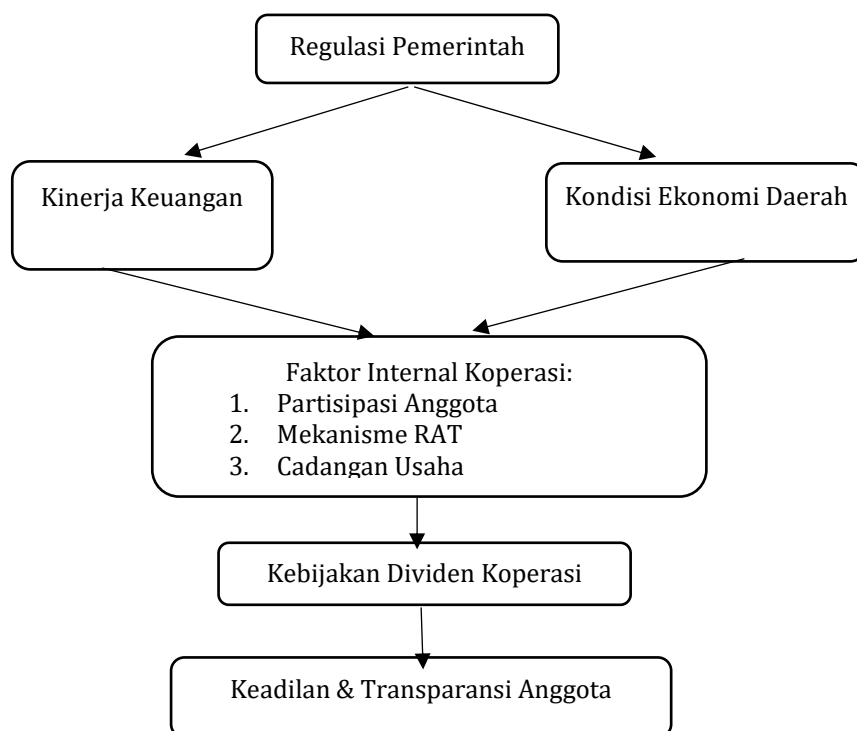 Regulasi Pemerintah
Kinerja Keuangan
Kondisi Ekonomi Daerah
Faktor Internal Koperasi:
1. Partisipasi Anggota
2. Mekanisme RAT
3. Cadangan Usaha
Kebijakan Dividen Koperasi
Keadilan & Transparansi Anggota